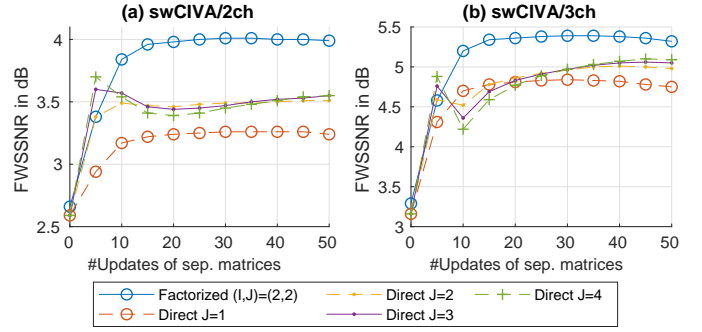 (a) swCIVA/2ch
(b) swCIVA/3ch
FWSSNR in dB
4
3.5
3
2.5
0 10 20 30 40 50
#Updates of sep. matrices
FWSSNR in dB
5.5
5
4.5
4
3.5
3
0 10 20 30 40 50
#Updates of sep. matrices
Factorized (I,J)=(2,2)
Direct J=2
Direct J=4
Direct J=1
Direct J=3